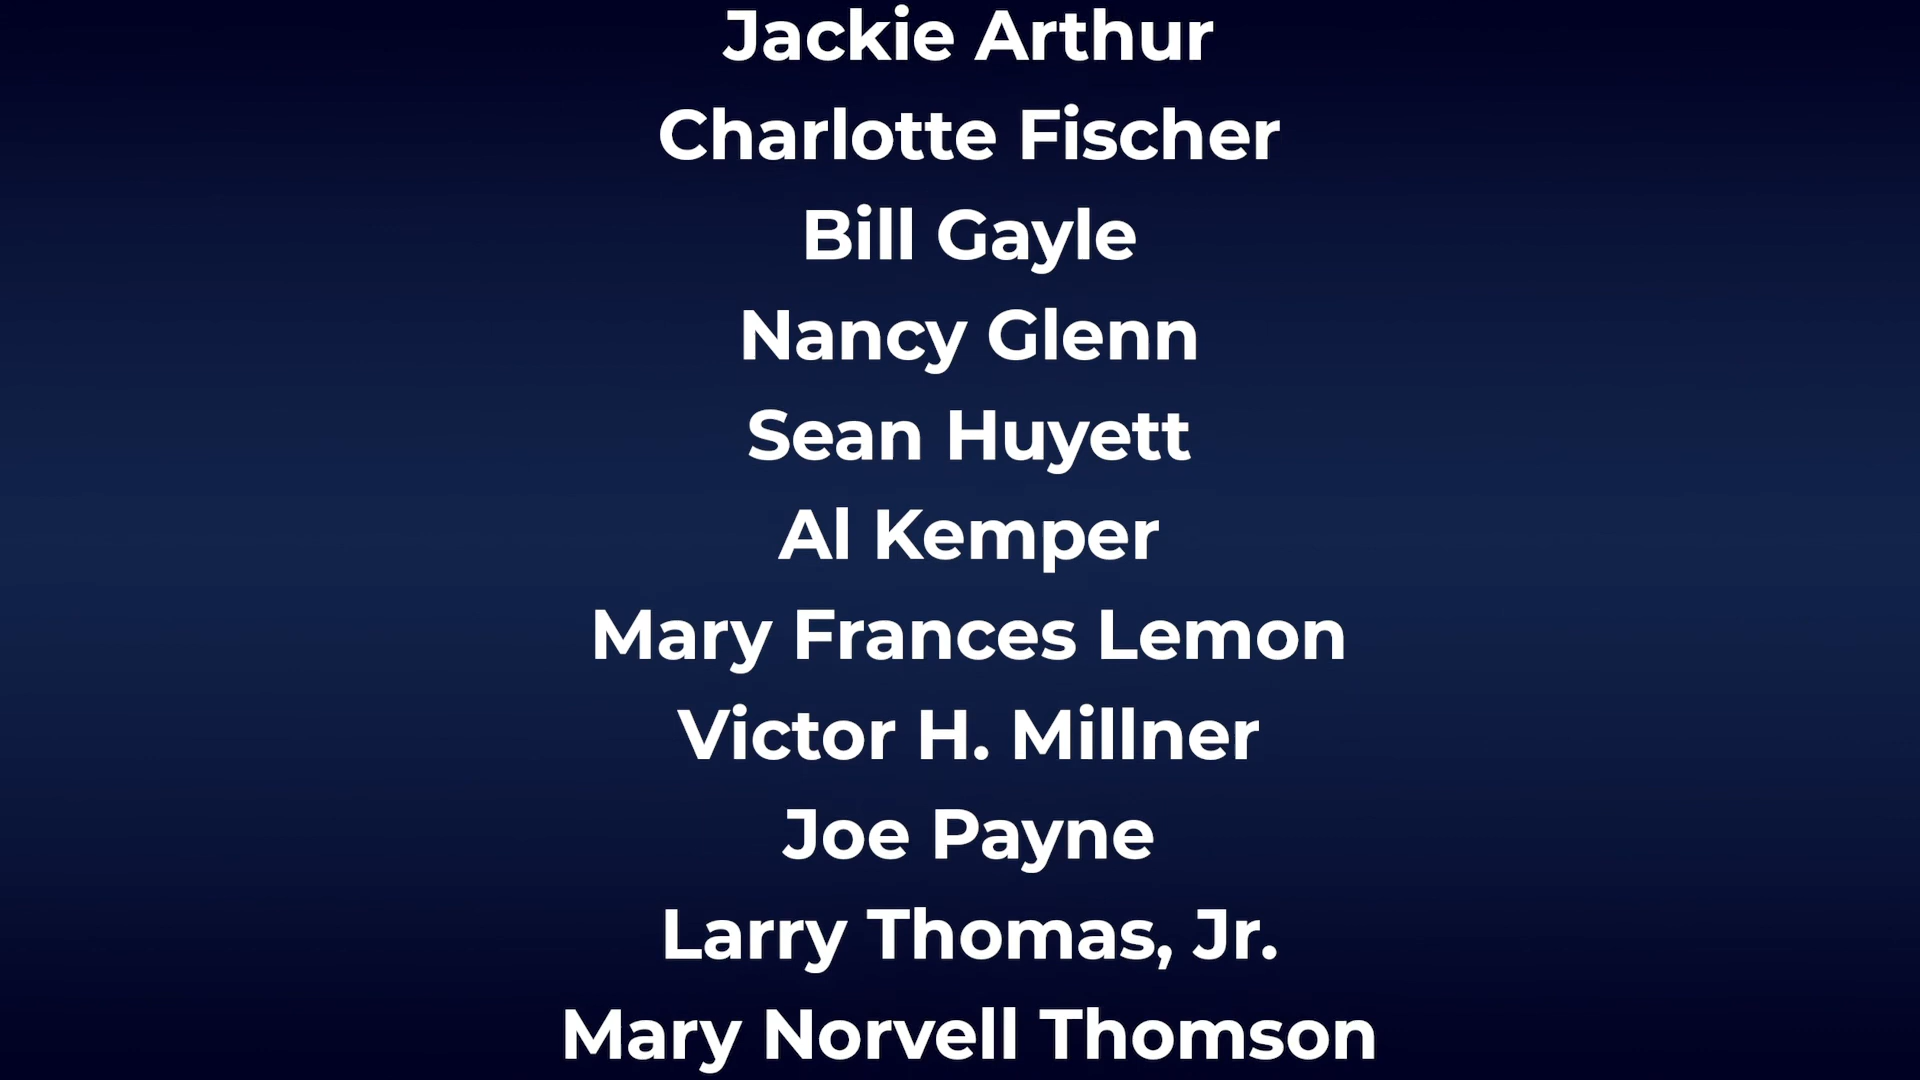 Jackie Arthur
Charlotte Fischer
Bill Gayle
Nancy Glenn
Sean Huyett
Al Kemper
Mary Frances Lemon
Victor H. Millner
Joe Payne
Larry Thomas, Jr.
Mary Norvell Thomson